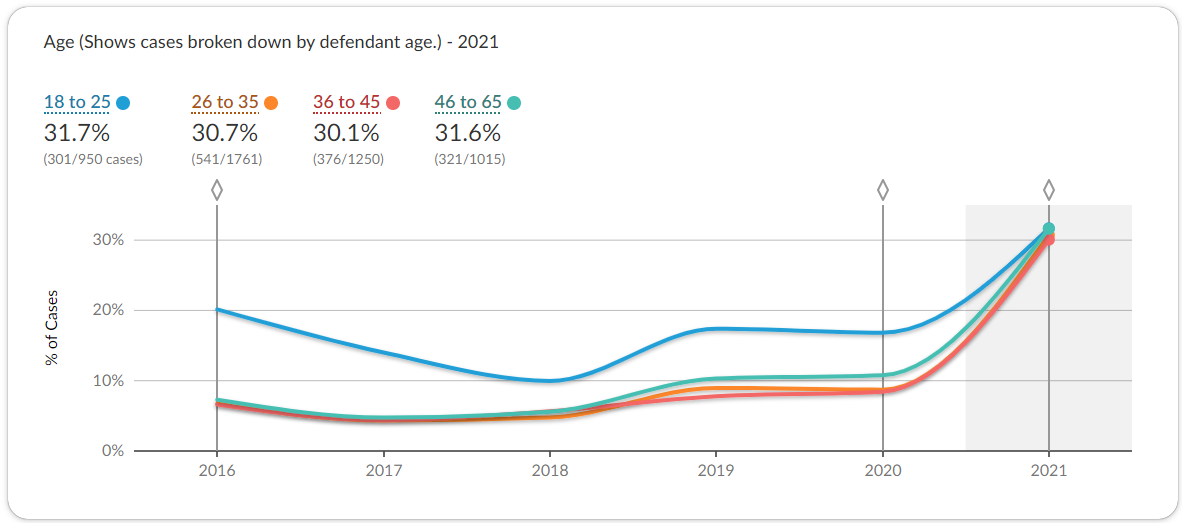 Age (Shows cases broken down by defendant age.) - 2021
18 to 25 26 to 35 36 to 45 46 to 65
31.7% 30.7% 30.1% 31.6%
(301/950 cases) (541/1761) (376/1250) (321/1015)
30%
20%
10%
0%
% of Cases
2016 2017 2018 2019 2020 2021